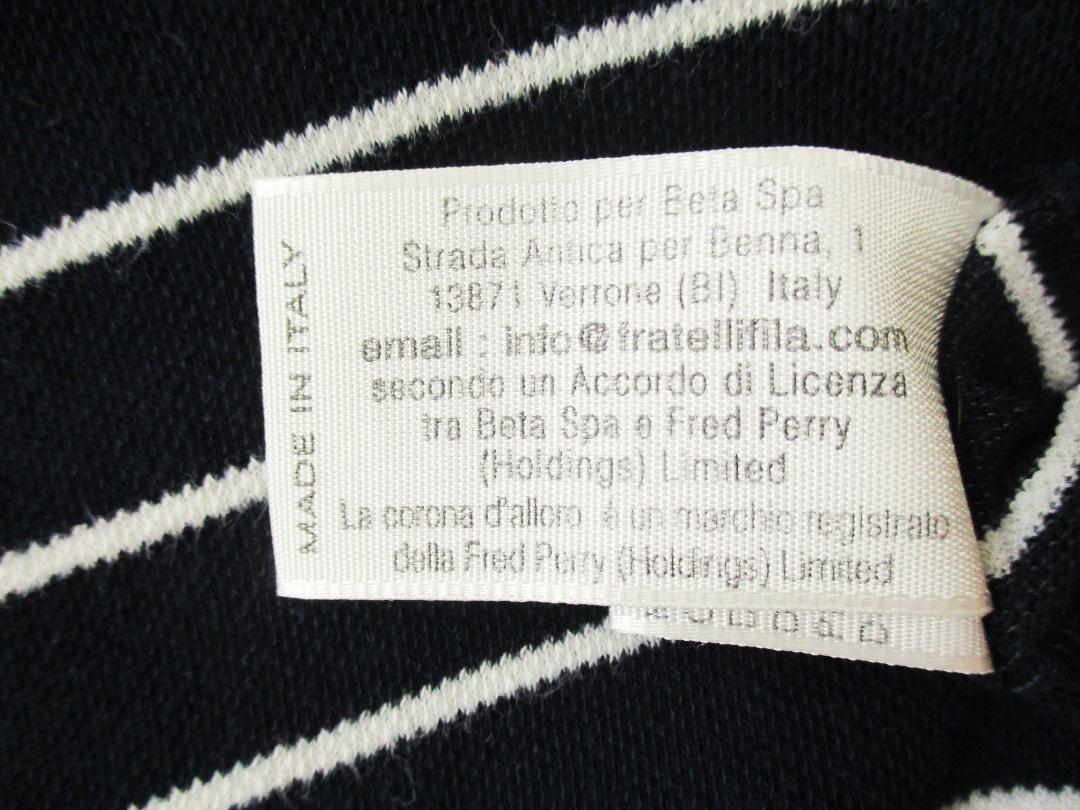 Prodotto per Beta Spa
Strada Antica per Benna, 1
13871 Verrone (BI) Italy
email : info@fratellifila.com
secondo un Accordo di Licenza
tra Beta Spa e Fred Perry
(Holdings) Limited
La corona d'alloro é un marchio registrato
della Fred Perry (Holdings) Limited
MADE IN ITALY